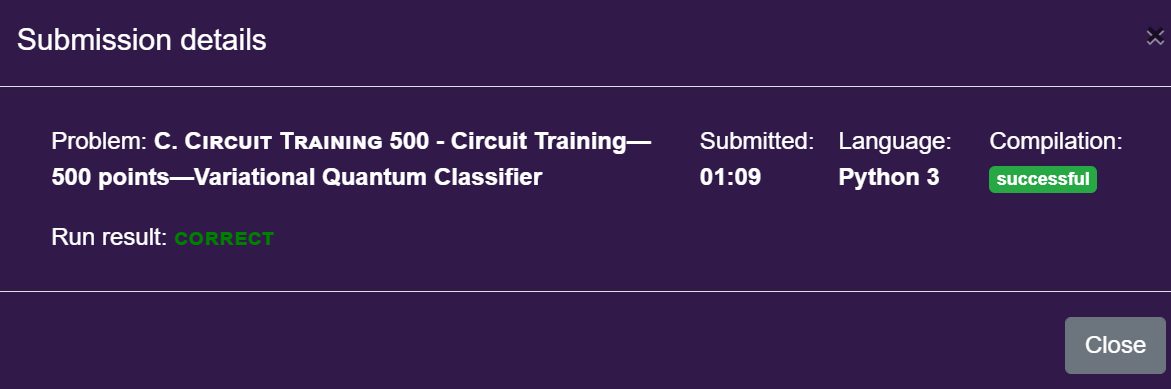 Submission details
Problem: C. CIRCUIT TRAINING 500 - Circuit Training—
500 points—Variational Quantum Classifier
Submitted:
01:09
Language:
Python 3
Compilation:
successful
Run result: CORRECT
Close